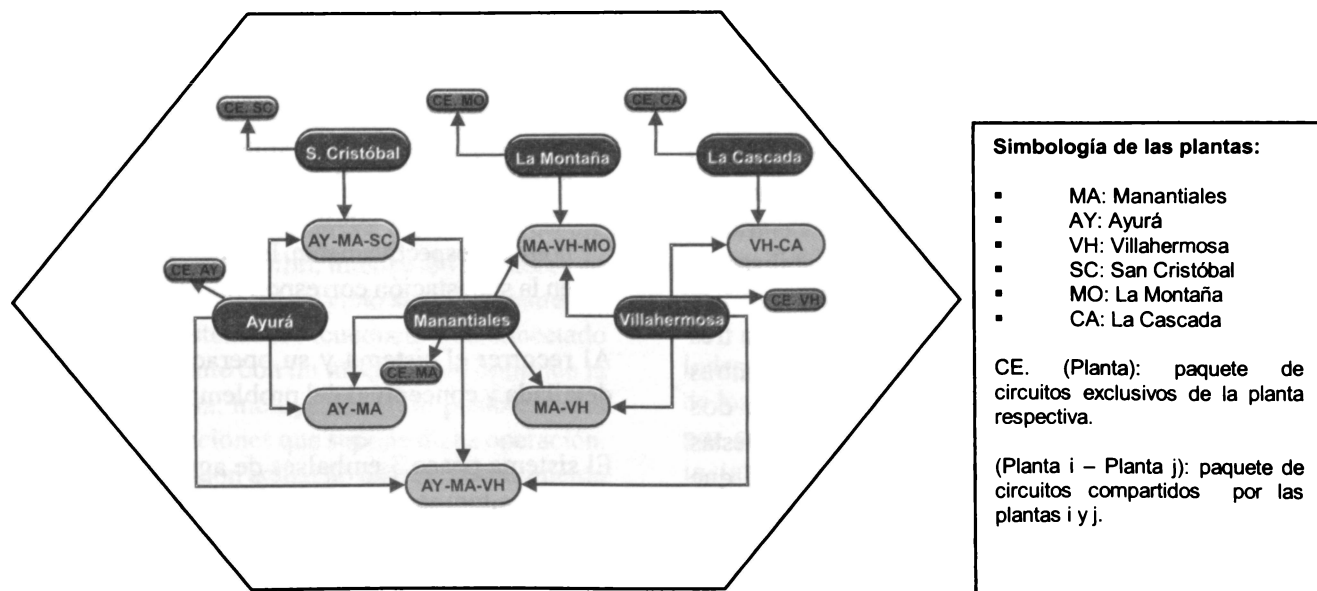 CE. SC
CE. MO
CE. CA
S. Cristóbal
La Montaña
La Cascada
AY-MA-SC
MA-VH-MO
VH-CA
CE. AY
CE. VH
Ayurá
Manantiales
Villahermosa
CE. MA
AY-MA
MA-VH
AY-MA-VH
Simbología de las plantas:
▪ MA: Manantiales
▪ AY: Ayurá
▪ VH: Villahermosa
▪ SC: San Cristóbal
▪ MO: La Montaña
▪ CA: La Cascada
CE. (Planta): paquete de
circuitos exclusivos de la planta
respectiva.
(Planta i – Planta j): paquete de
circuitos compartidos por las
plantas i y j.